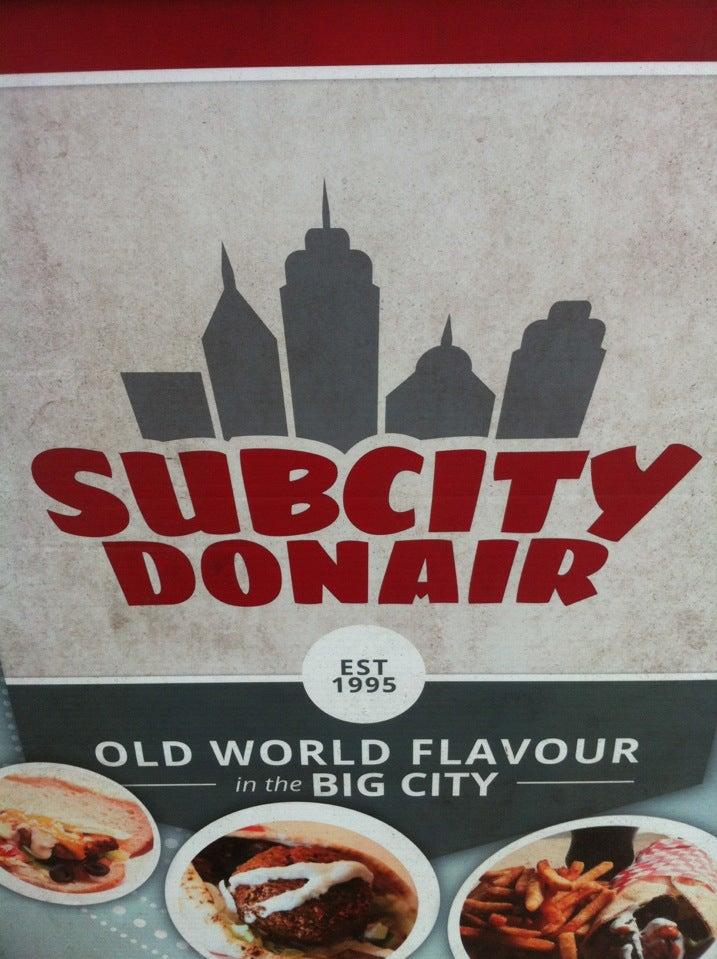 SUBCITY
DONAIR
EST
1995
OLD WORLD FLAVOUR
in the BIG CITY